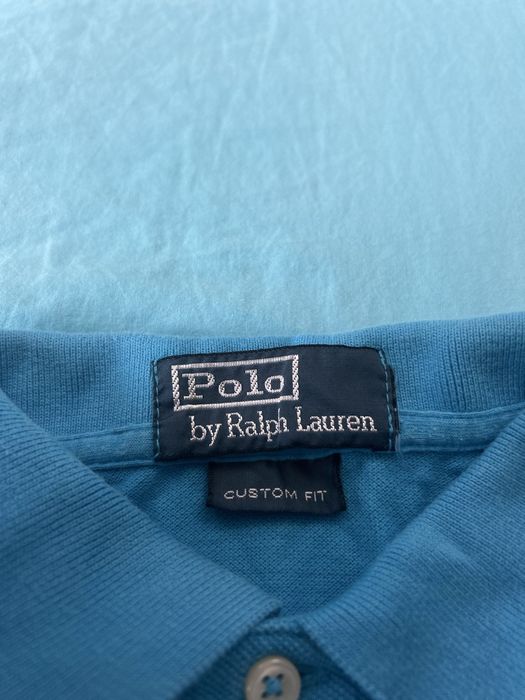 Polo
by Ralph Lauren
CUSTOM FIT